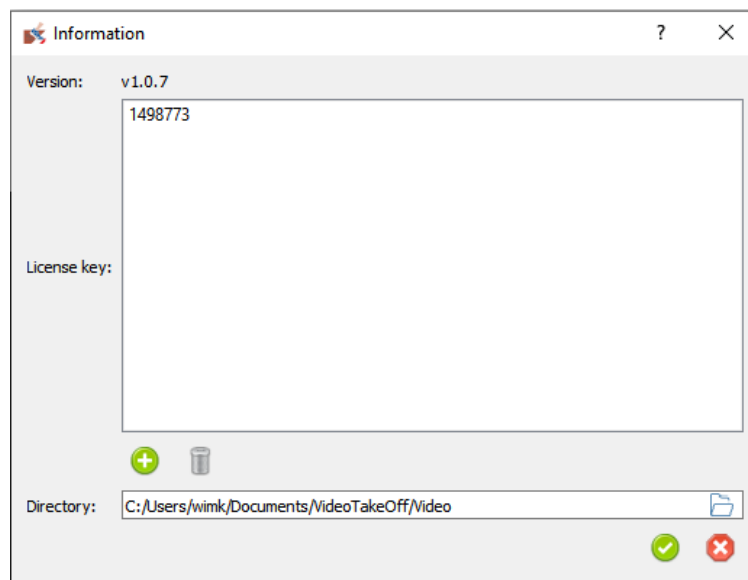 Information
?
Version: v1.0.7
1498773
License key:
Directory: C:/Users/wimk/Documents/VideoTakeOff/Video